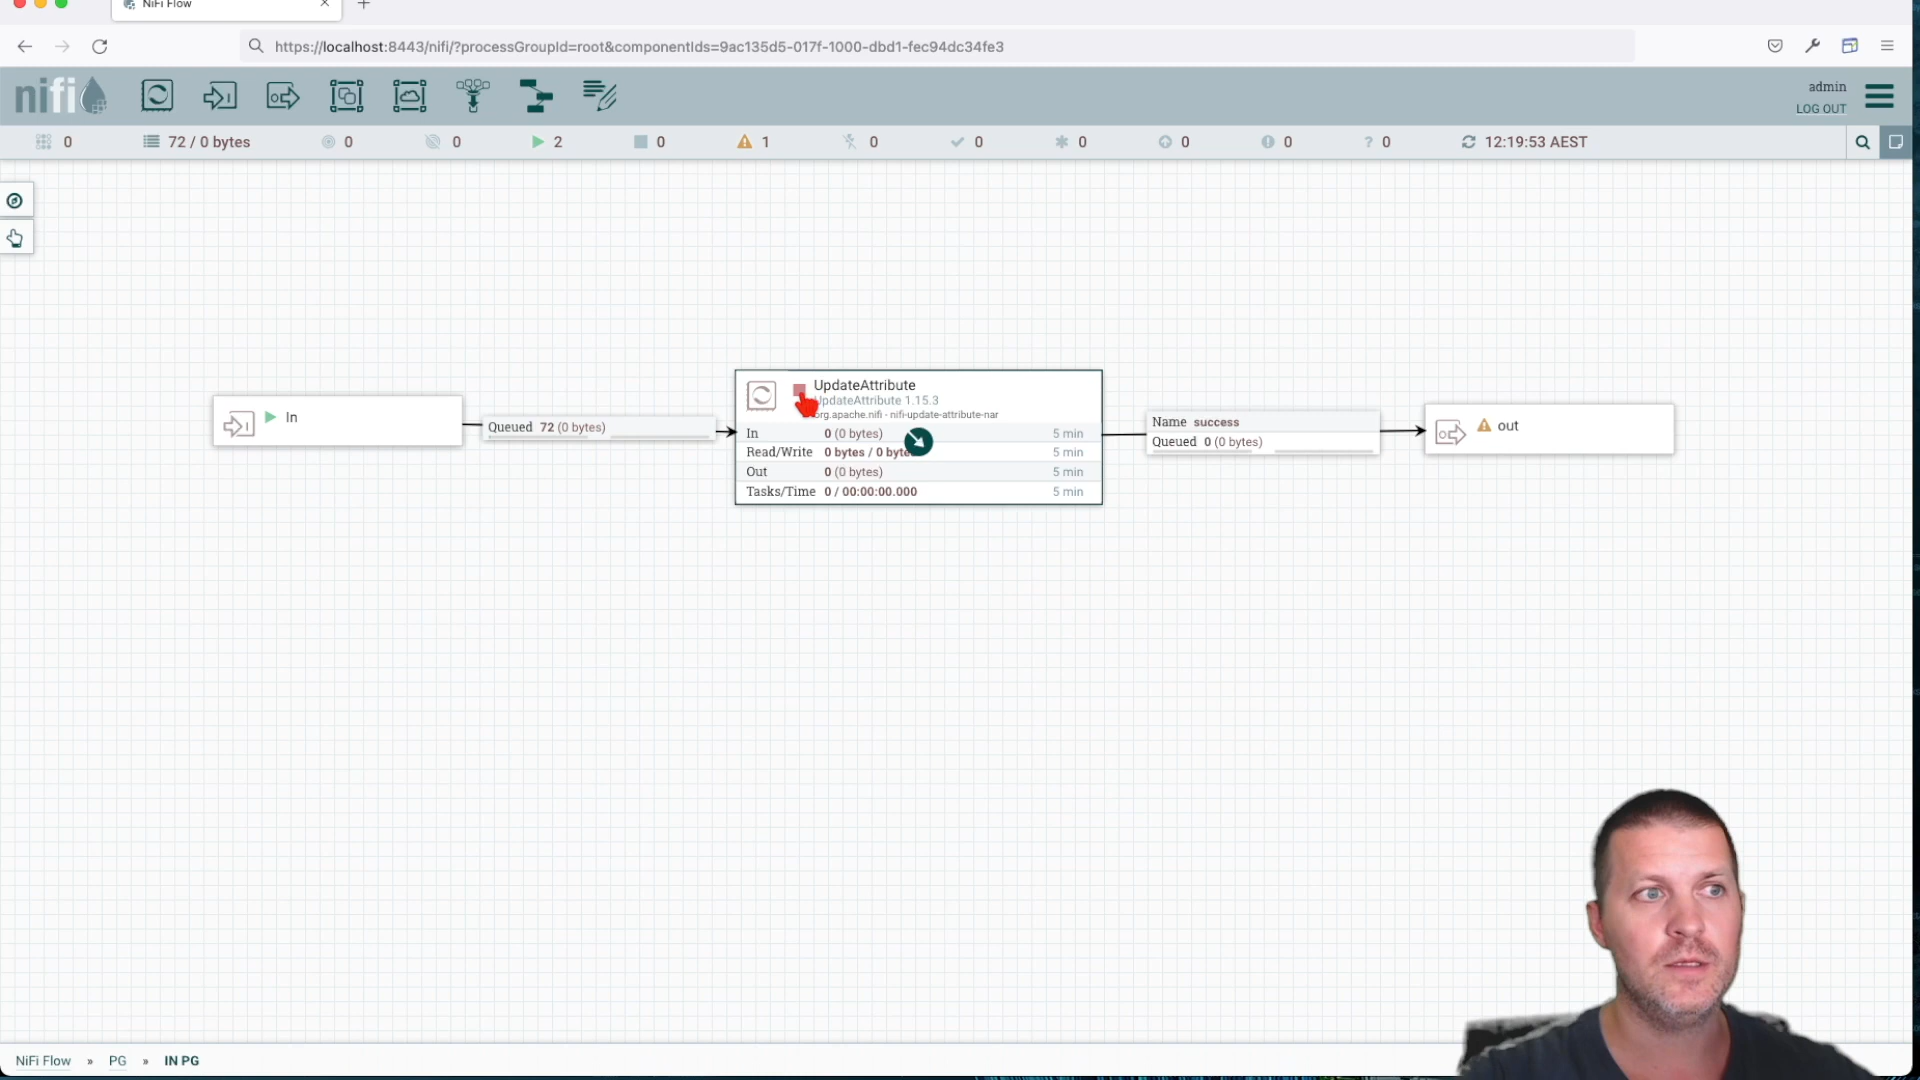 NiFi Flow
https://localhost:8443/nifi/?processGroupId=root&componentIds=9ac135d5-017f-1000-dbd1-fec94dc34fe3
nifi
admin
LOG OUT
0 72 / 0 bytes 0 0 2 0 1 0 0 0 0 0 ? 0 12:19:53 AEST
In
Queued 72 (0 bytes)
UpdateAttribute
UpdateAttribute 1.15.3
org.apache.nifi - nifi-update-attribute-nar
In 0 (0 bytes) 5 min
Read/Write 0 bytes / 0 bytes 5 min
Out 0 (0 bytes) 5 min
Tasks/Time 0 / 00:00:00.000 5 min
Name success
Queued 0 (0 bytes)
out
NiFi Flow » PG » IN PG